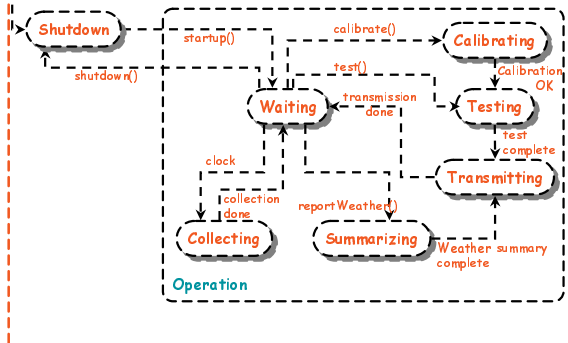 Shutdown
startup()
calibrate()
Calibrating
shutdown()
test()
Calibration
OK
Waiting
transmission
done
Testing
test
complete
clock
collection
done
Transmitting
reportWeather()
Collecting
Summarizing
Weather summary
complete
Operation